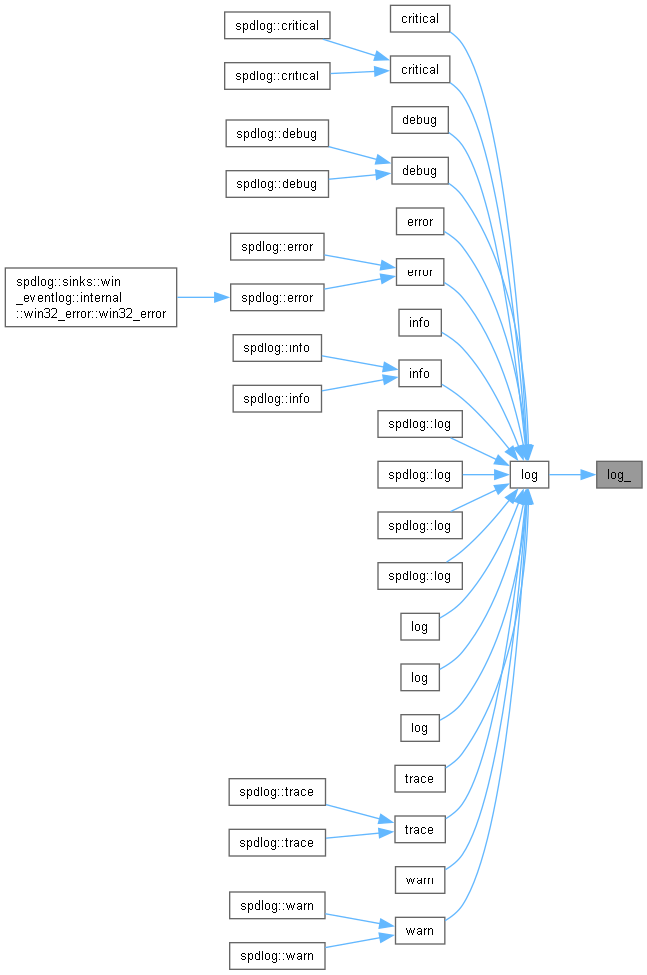 critical
spdlog::critical
critical
spdlog::critical
debug
spdlog::debug
debug
spdlog::debug
error
spdlog::error
error
spdlog::sinks::win
_eventlog::internal
::win32_error::win32_error
spdlog::error
info
spdlog::info
info
spdlog::info
spdlog::log
spdlog::log
log
log_
spdlog::log
spdlog::log
log
log
log
trace
spdlog::trace
trace
spdlog::trace
warn
spdlog::warn
warn
spdlog::warn